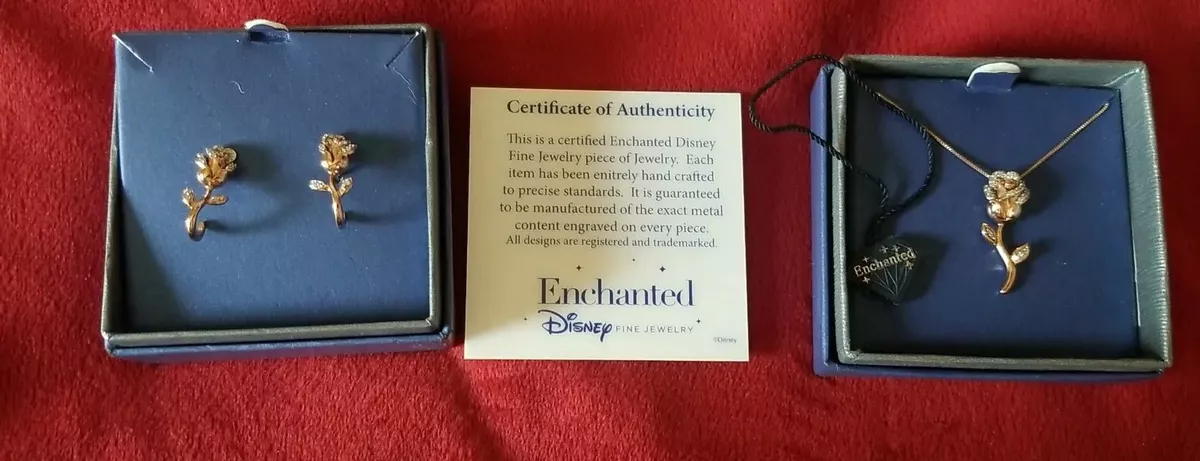 Certificate of Authenticity
This is a certified Enchanted Disney
Fine Jewelry piece of Jewelry. Each
item has been enitrely hand crafted
to precise standards. It is guaranteed
to be manufactured of the exact metal
content engraved on every piece.
All designs are registered and trademarked.
Enchanted
Disney FINE JEWELRY
©Disney
Enchanted